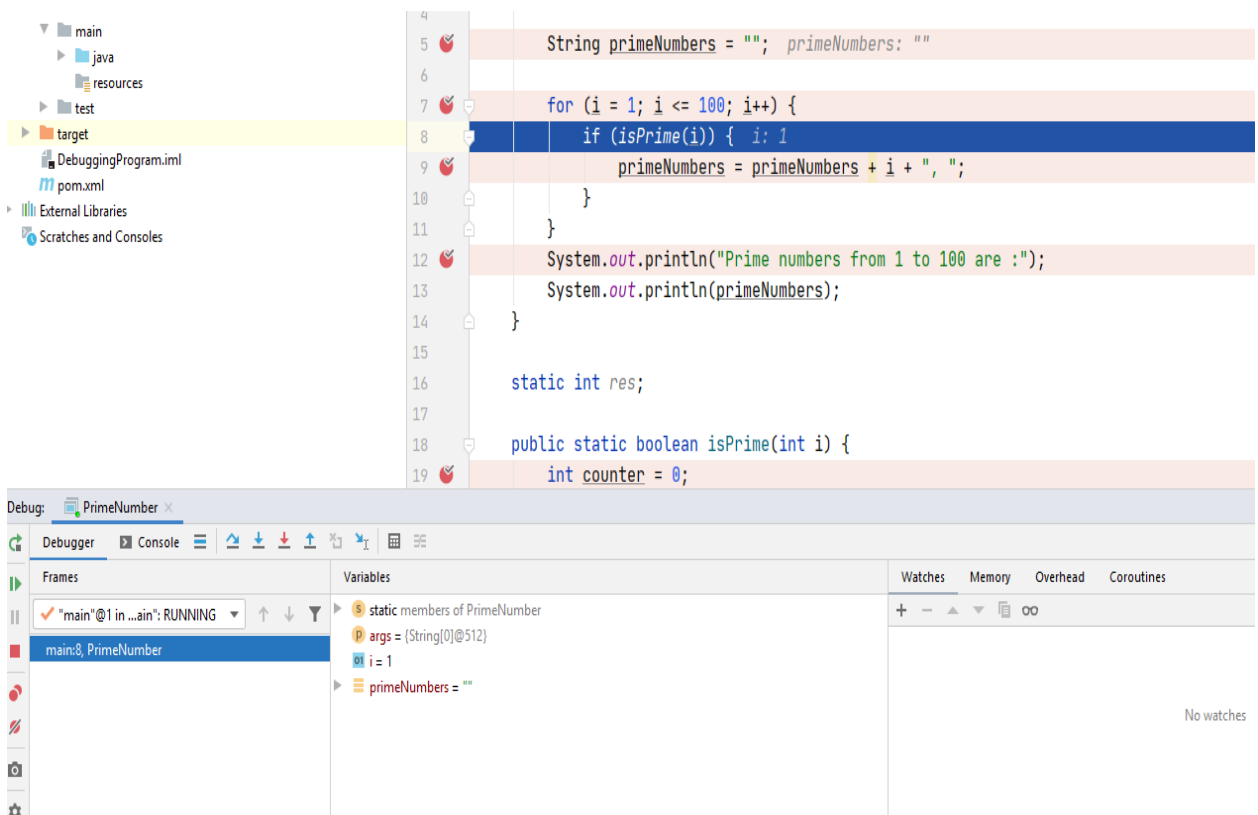 main
java
resources
test
target
DebuggingProgram.iml
pom.xml
External Libraries
Scratches and Consoles
4
5 String primeNumbers = ""; primeNumbers: ""
6
7 for (i = 1; i <= 100; i++) {
8 if (isPrime(i)) { i: 1
9 primeNumbers = primeNumbers + i + ", ";
10 }
11 }
12 System.out.println("Prime numbers from 1 to 100 are :");
13 System.out.println(primeNumbers);
14 }
15
16 static int res;
17
18 public static boolean isPrime(int i) {
19 int counter = 0;
Debug: PrimeNumber
Debugger Console
Frames
"main"@1 in ...ain": RUNNING
main:8, PrimeNumber
Variables
static members of PrimeNumber
args = {String[0]@512}
i = 1
primeNumbers = ""
Watches Memory Overhead Coroutines
No watches